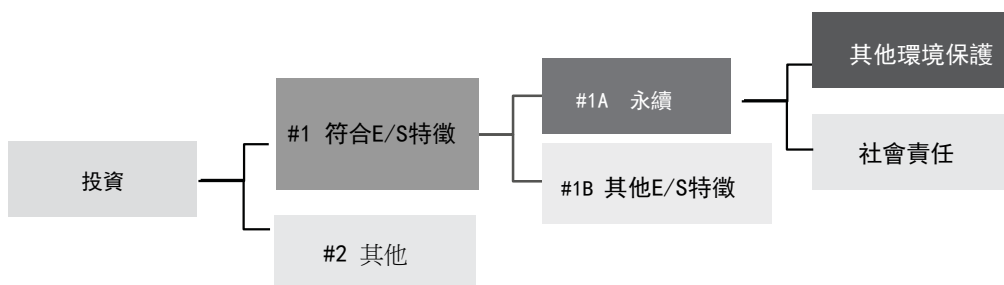 投資
#1 符合E/S特徵
#2 其他
#1A 永續
#1B 其他E/S特徵
其他環境保護
社會責任